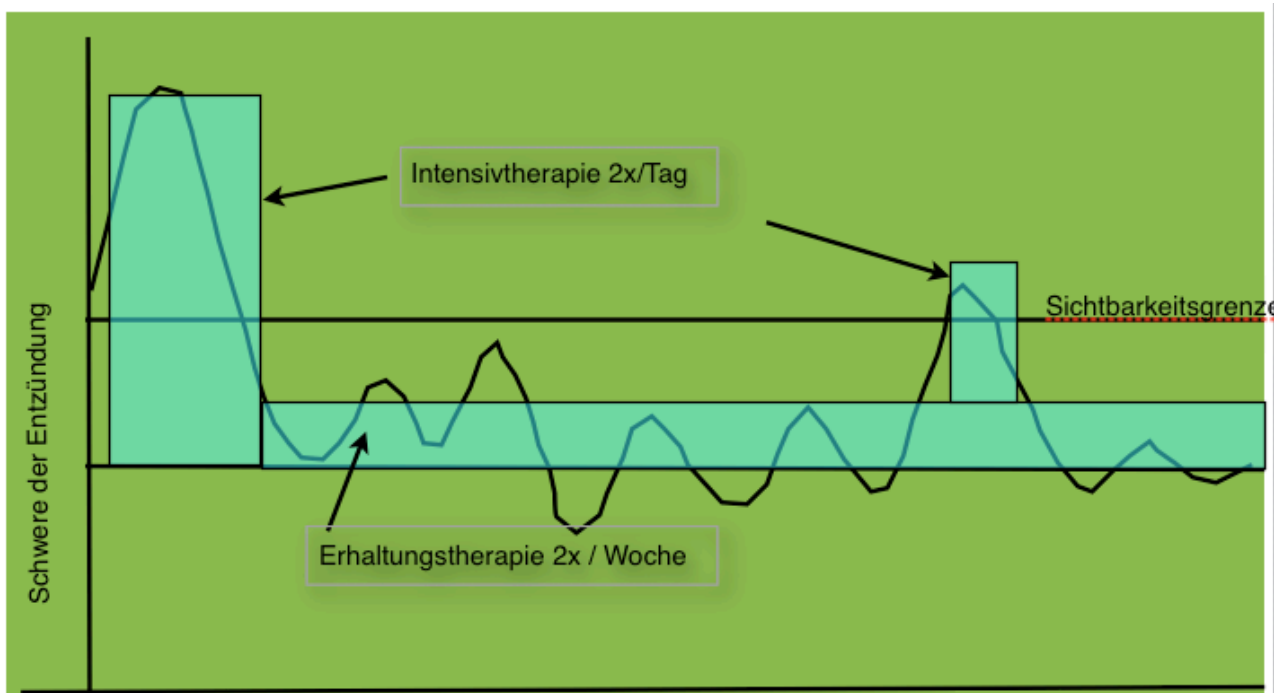 Intensivtherapie 2x/Tag
Sichtbarkeitsgrenze
Schwere der Entzündung
Erhaltungstherapie 2x / Woche